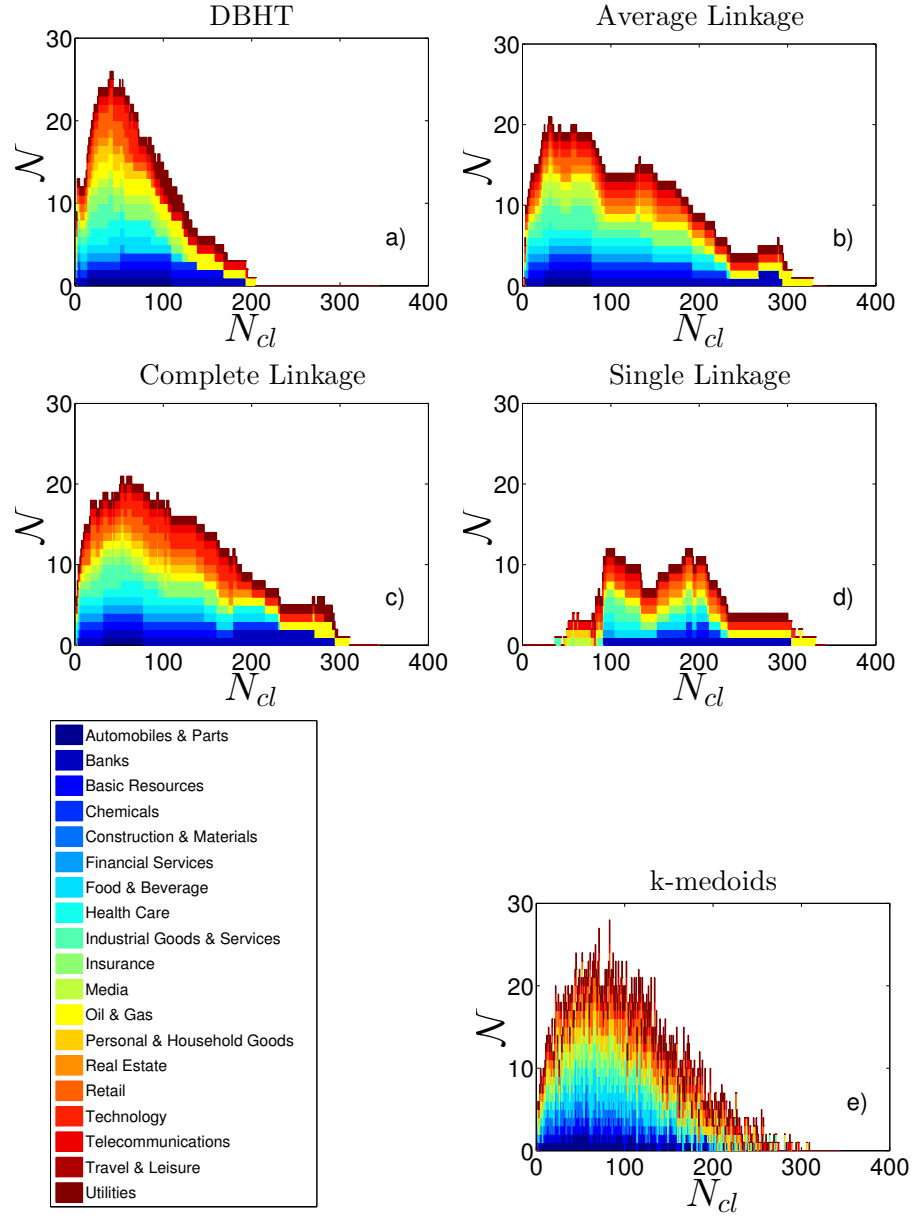 DBHT
Average Linkage
30
20
10
0
𝒩
a)
0 100 200 300 400
N_cl
30
20
10
0
𝒩
b)
0 100 200 300 400
N_cl
Complete Linkage
Single Linkage
30
20
10
0
𝒩
c)
0 100 200 300 400
N_cl
30
20
10
0
𝒩
d)
0 100 200 300 400
N_cl
Automobiles & Parts
Banks
Basic Resources
Chemicals
Construction & Materials
Financial Services
Food & Beverage
Health Care
Industrial Goods & Services
Insurance
Media
Oil & Gas
Personal & Household Goods
Real Estate
Retail
Technology
Telecommunications
Travel & Leisure
Utilities
k-medoids
30
20
10
0
𝒩
e)
0 100 200 300 400
N_cl